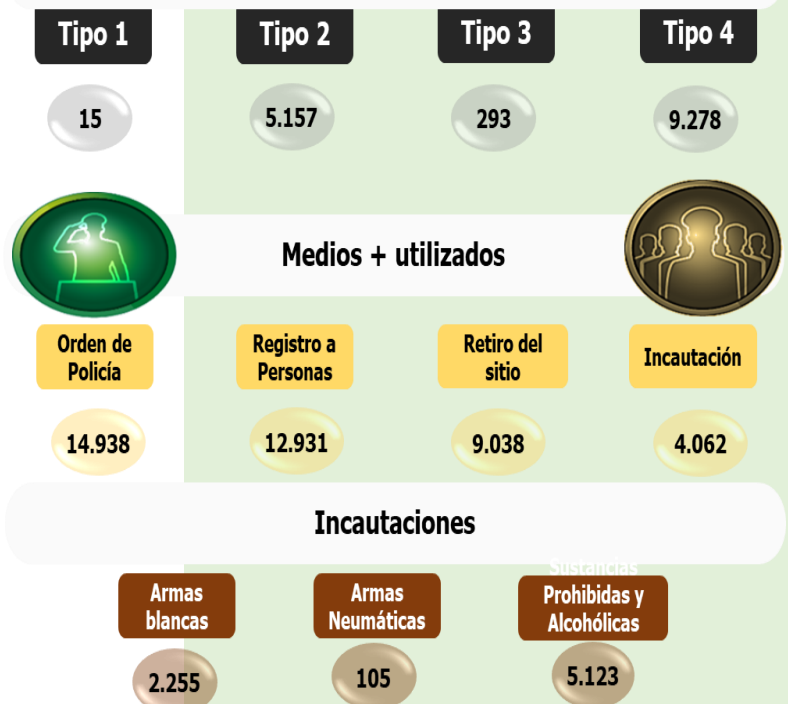 Tipo 1 Tipo 2 Tipo 3 Tipo 4
15 5.157 293 9.278
Medios + utilizados
Orden de
Policía
Registro a
Personas
Retiro del
sitio
Incautación
14.938 12.931 9.038 4.062
Incautaciones
Armas
blancas
Armas
Neumáticas
Sustancias
Prohibidas y
Alcohólicas
2.255 105 5.123